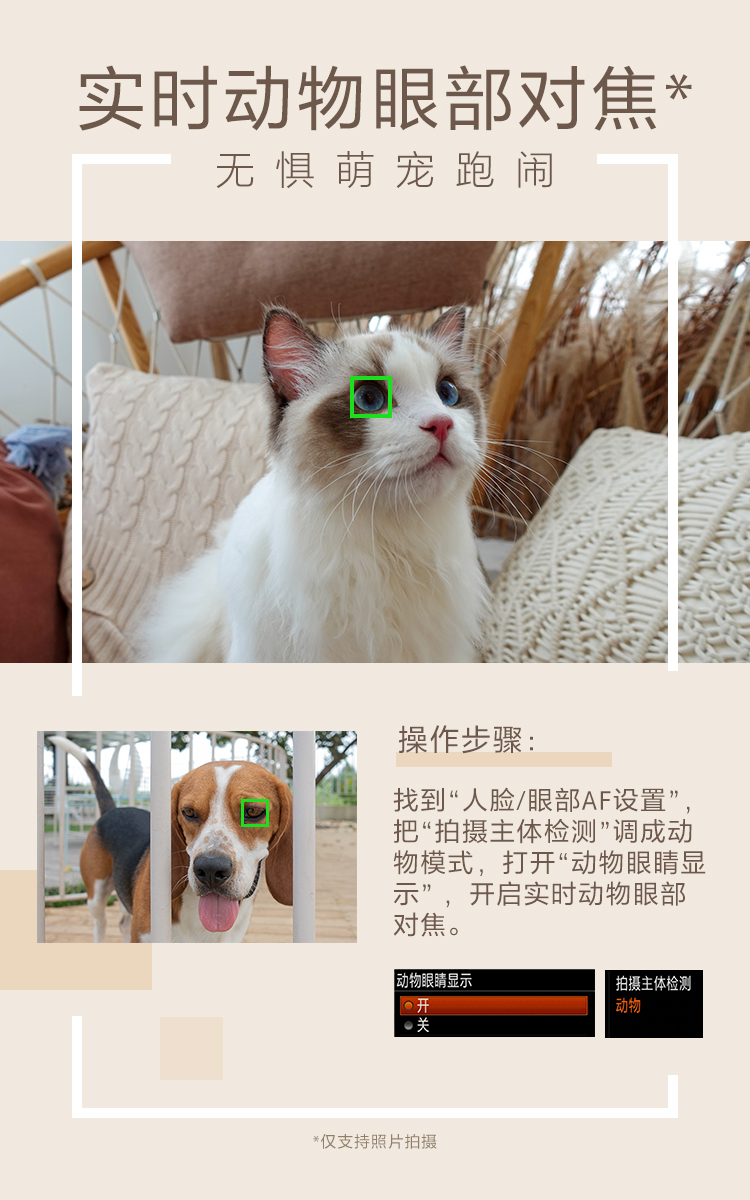 实时动物眼部对焦*
无惧萌宠跑闹
操作步骤：
找到“人脸/眼部AF设置”，
把“拍摄主体检测”调成动
物模式，打开“动物眼睛显
示”，开启实时动物眼部
对焦。
动物眼睛显示
开
关
拍摄主体检测
动物
*仅支持照片拍摄